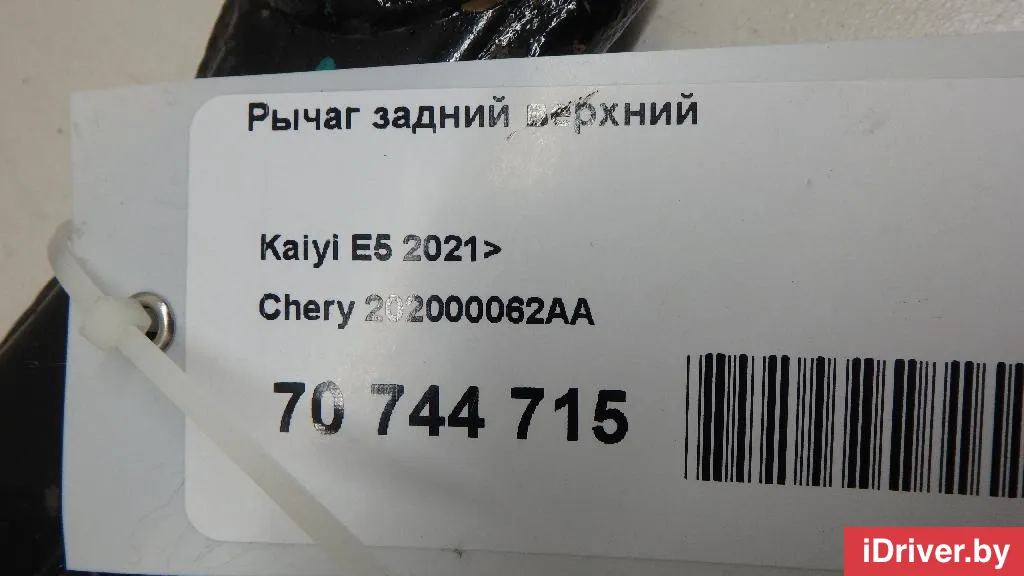 Рычаг задний верхний
Kaiyi E5 2021>
Chery 202000062AA
70 744 715
iDriver.by